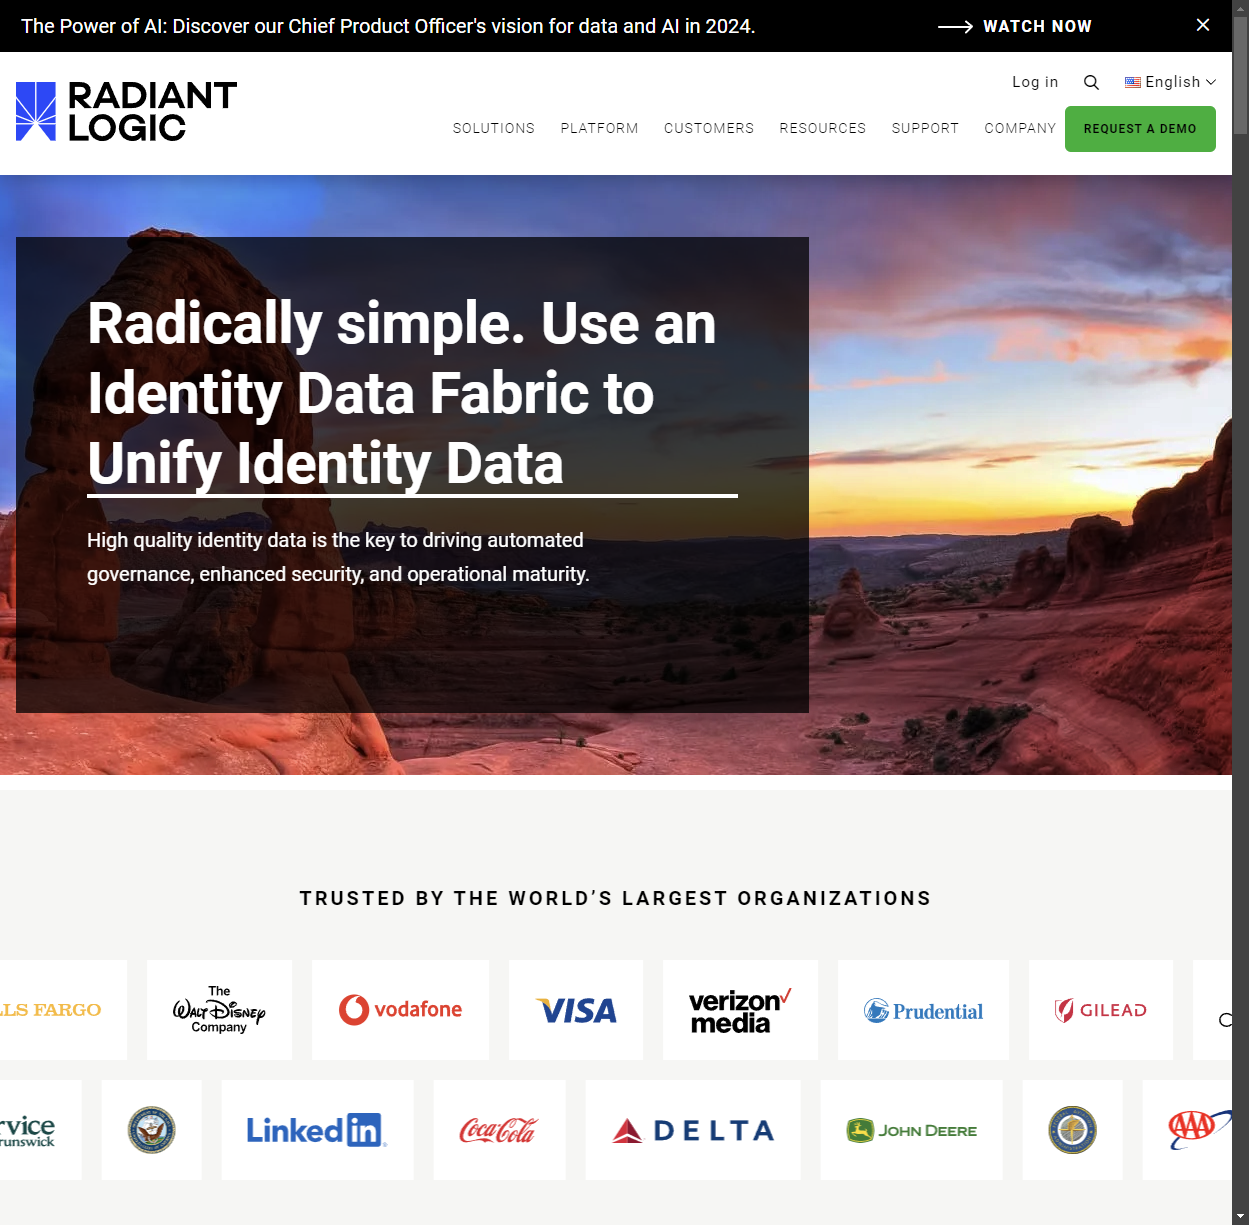 The Power of AI: Discover our Chief Product Officer's vision for data and AI in 2024.
WATCH NOW
RADIANT
LOGIC
Log in
English
SOLUTIONS
PLATFORM
CUSTOMERS
RESOURCES
SUPPORT
COMPANY
REQUEST A DEMO
Radically simple. Use an
Identity Data Fabric to
Unify Identity Data
High quality identity data is the key to driving automated
governance, enhanced security, and operational maturity.
TRUSTED BY THE WORLD’S LARGEST ORGANIZATIONS
LLS FARGO
The
WALT DISNEY
Company
vodafone
VISA
verizon
media
Prudential
GILEAD
rvice
runswick
Linked in
Coca-Cola
DELTA
JOHN DEERE
AAA